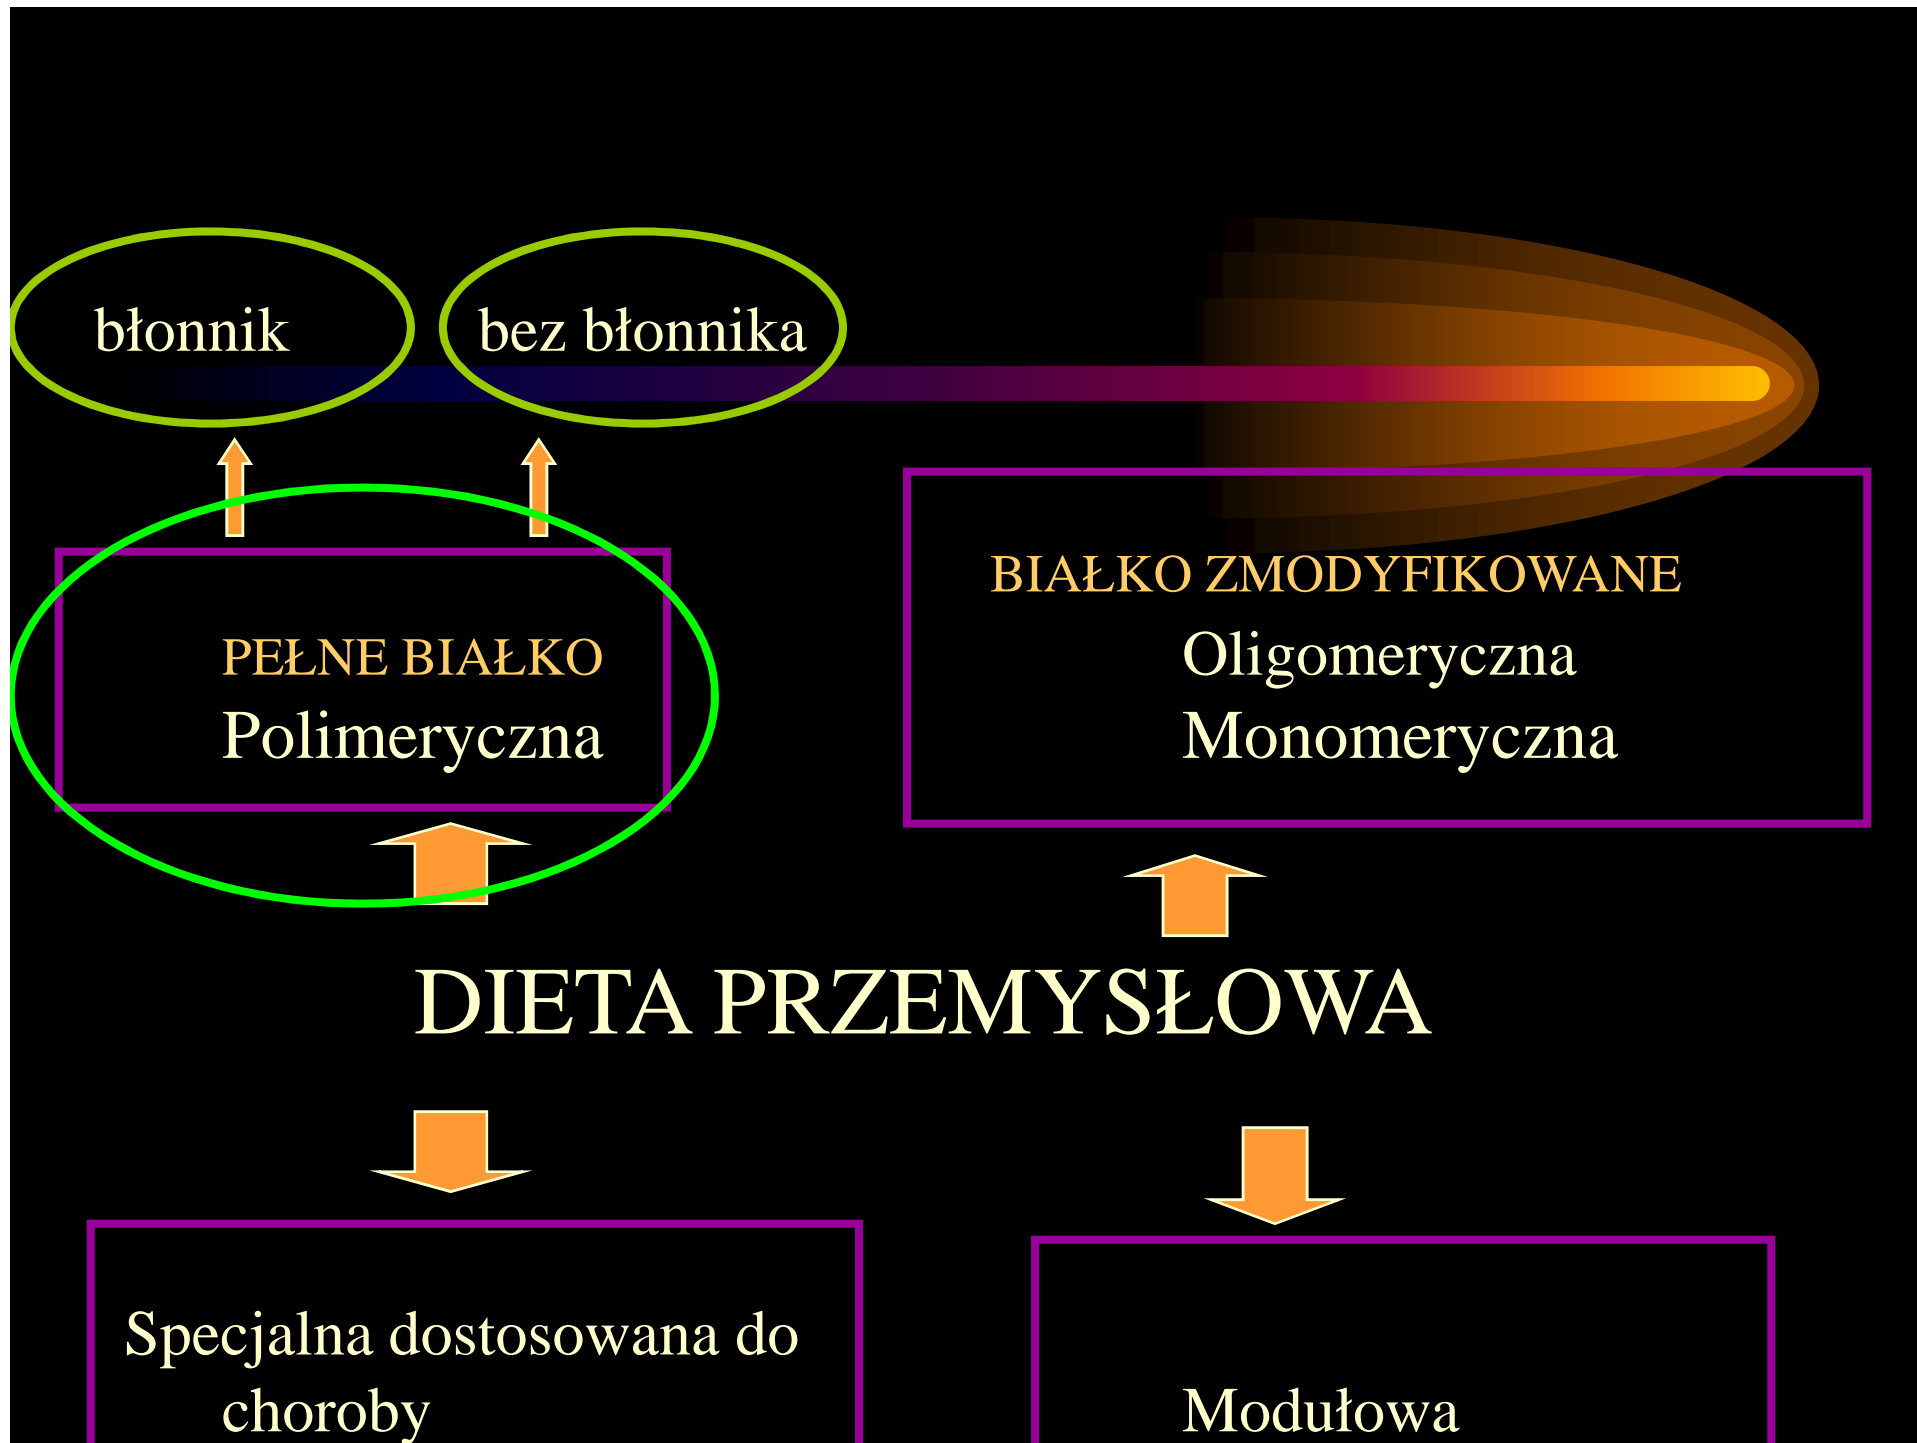 błonnik
bez błonnika
PEŁNE BIAŁKO
Polimeryczna
BIAŁKO ZMODYFIKOWANE
Oligomeryczna
Monomeryczna
DIETA PRZEMYSŁOWA
Specjalna dostosowana do
choroby
Modułowa